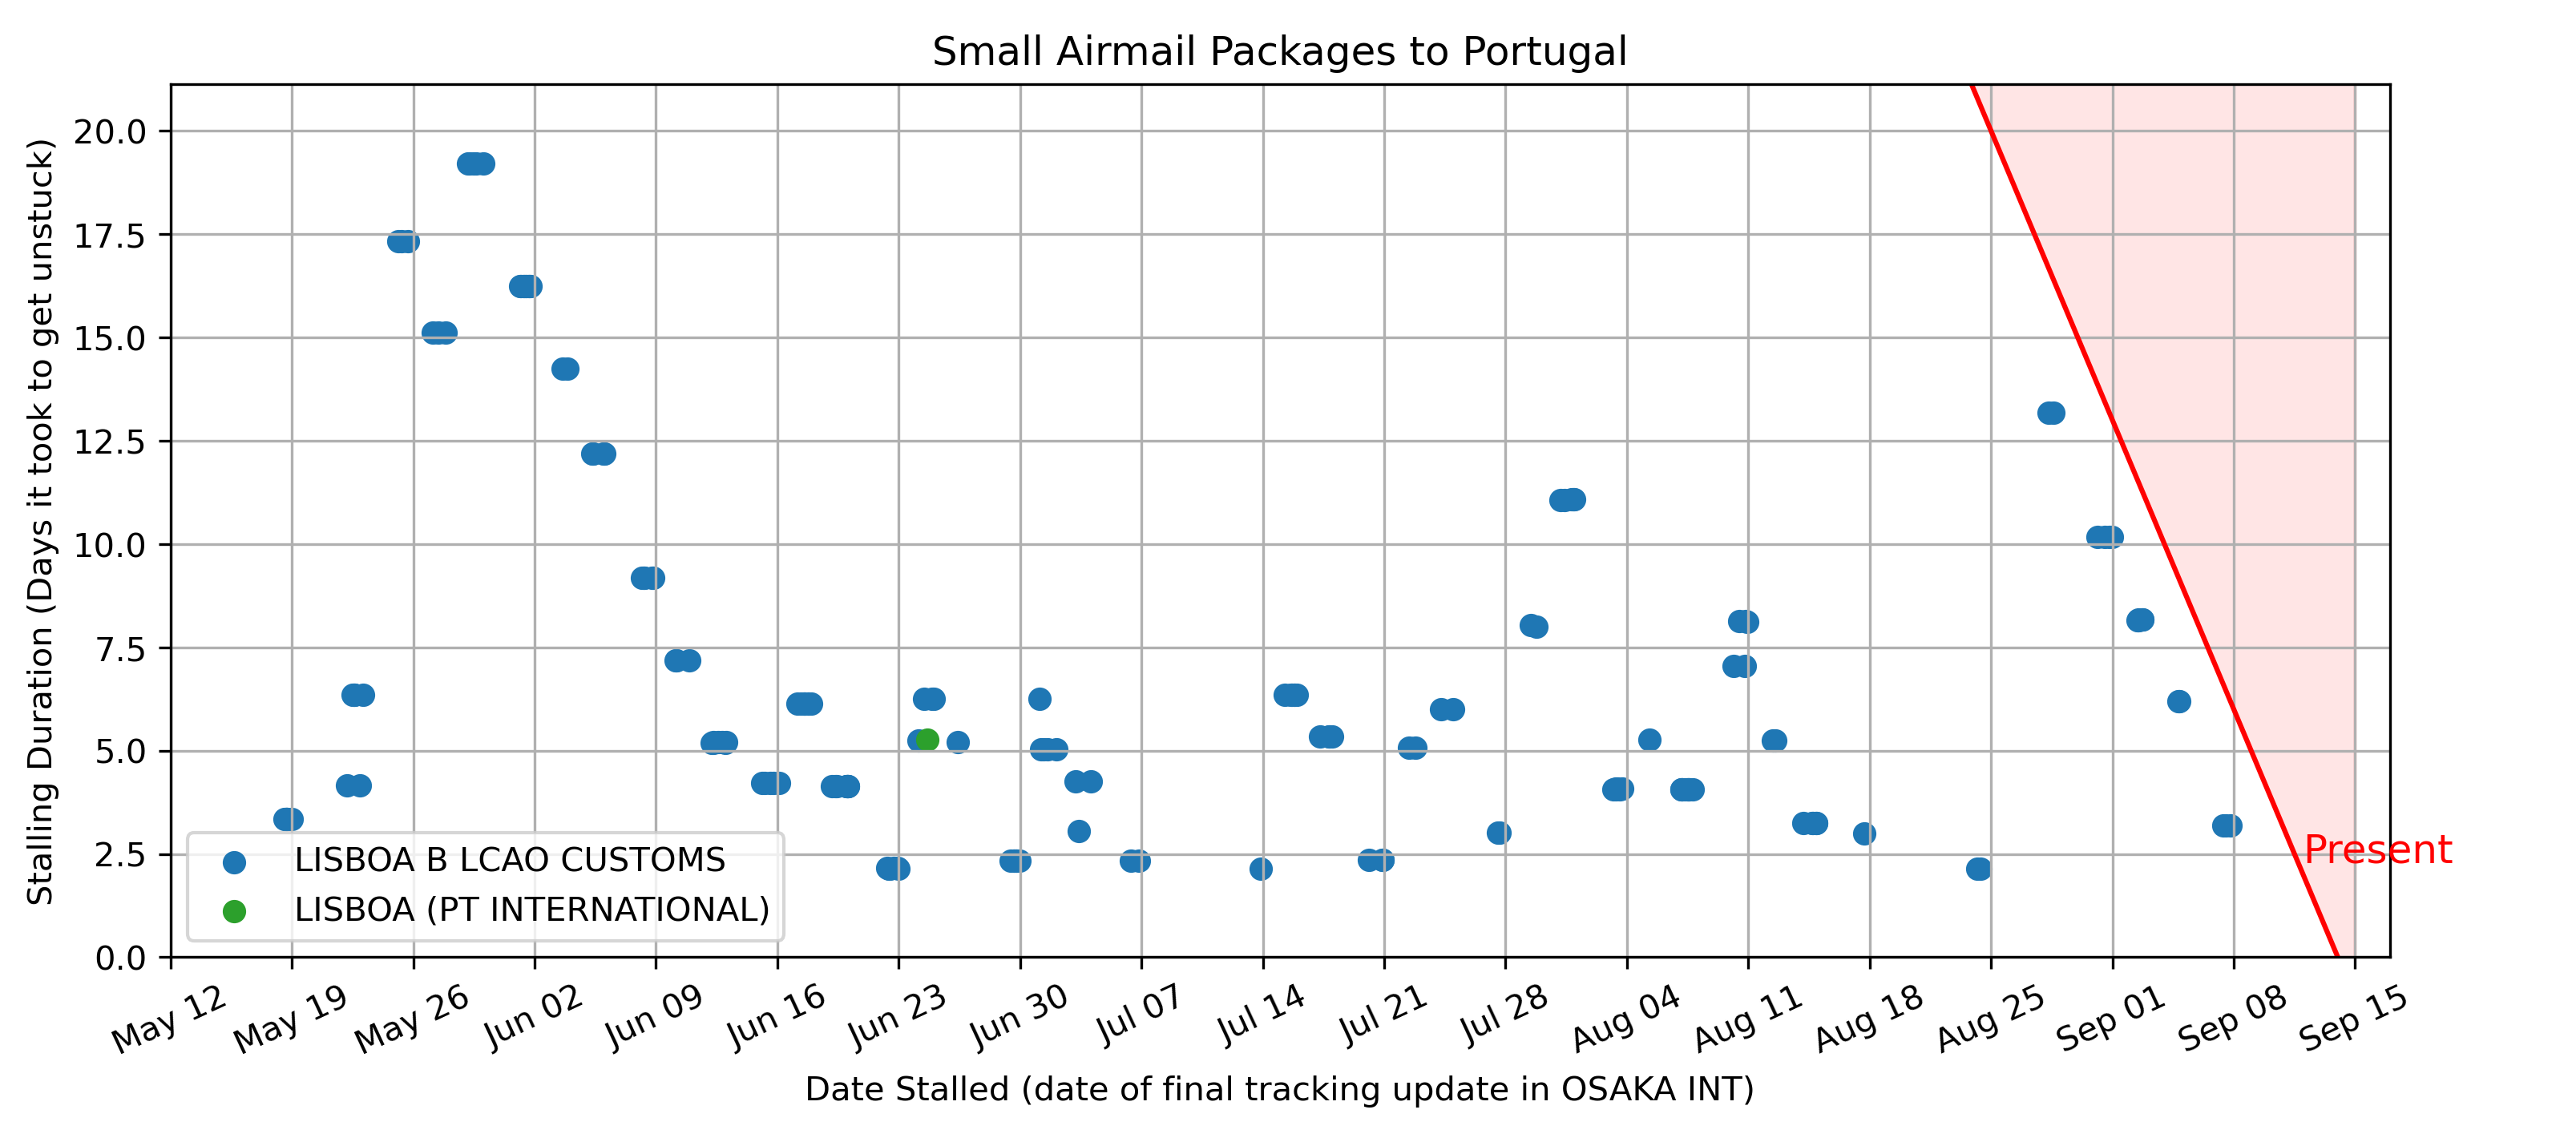 Small Airmail Packages to Portugal
Stalling Duration (Days it took to get unstuck)
20.0
17.5
15.0
12.5
10.0
7.5
5.0
2.5
0.0
Present
LISBOA B LCAO CUSTOMS
LISBOA (PT INTERNATIONAL)
May 12 May 19 May 26 Jun 02 Jun 09 Jun 16 Jun 23 Jun 30 Jul 07 Jul 14 Jul 21 Jul 28 Aug 04 Aug 11 Aug 18 Aug 25 Sep 01 Sep 08 Sep 15
Date Stalled (date of final tracking update in OSAKA INT)